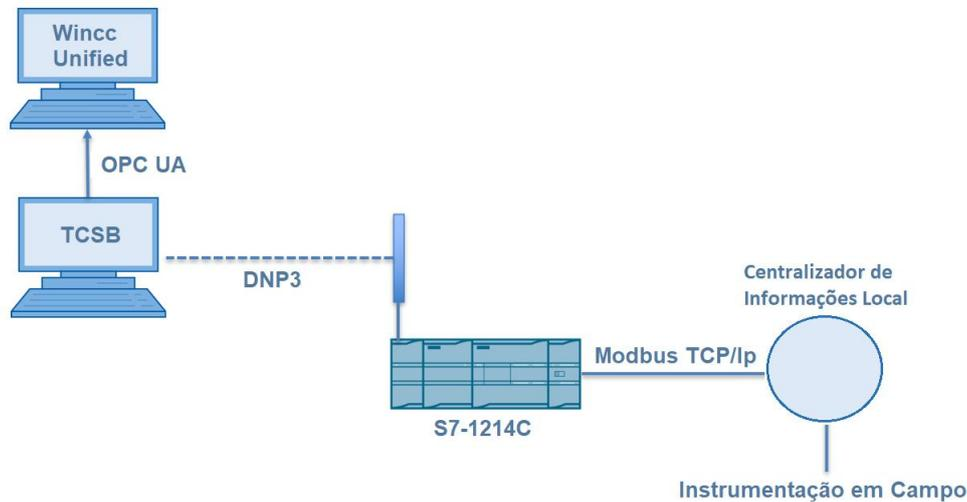 Wincc
Unified
OPC UA
TCSB
DNP3
Centralizador de
Informações Local
Modbus TCP/Ip
S7-1214C
Instrumentação em Campo